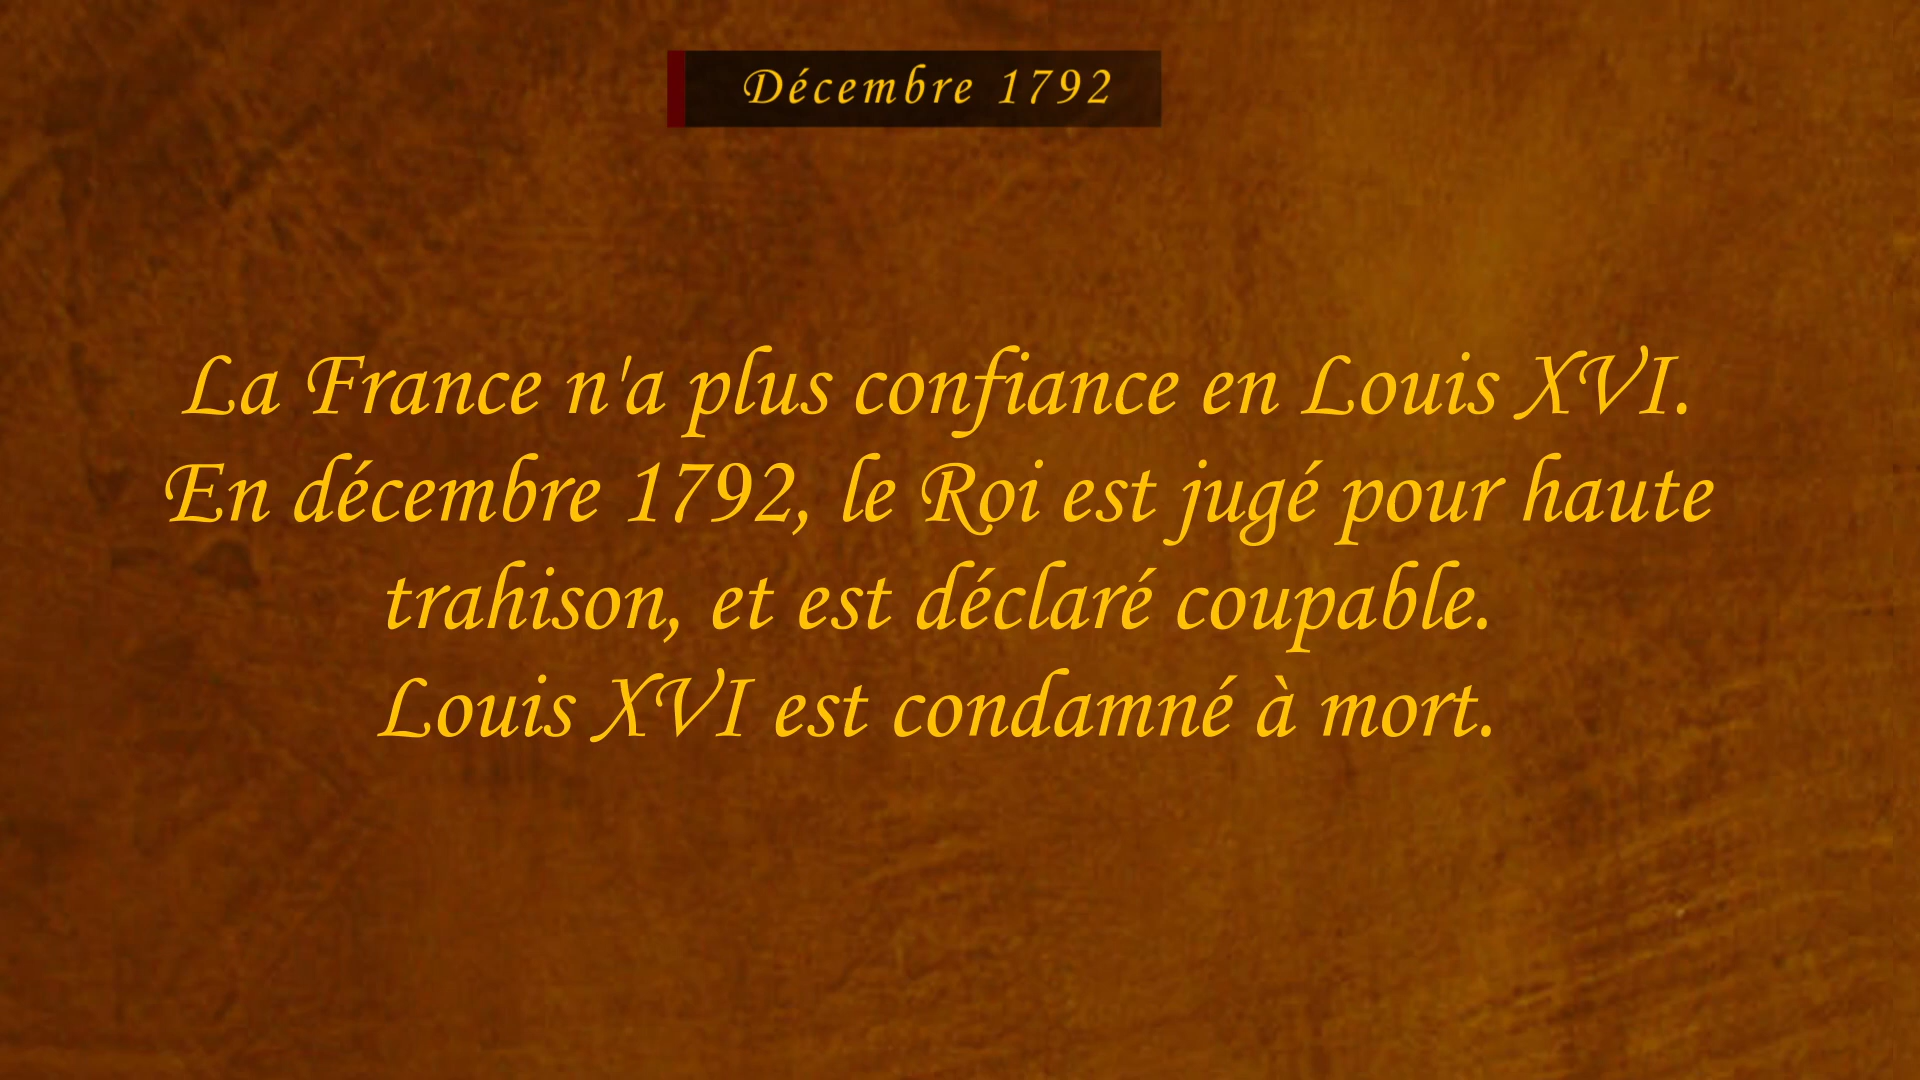 Décembre 1792
La France n'a plus confiance en Louis XVI.
En décembre 1792, le Roi est jugé pour haute
trahison, et est déclaré coupable.
Louis XVI est condamné à mort.